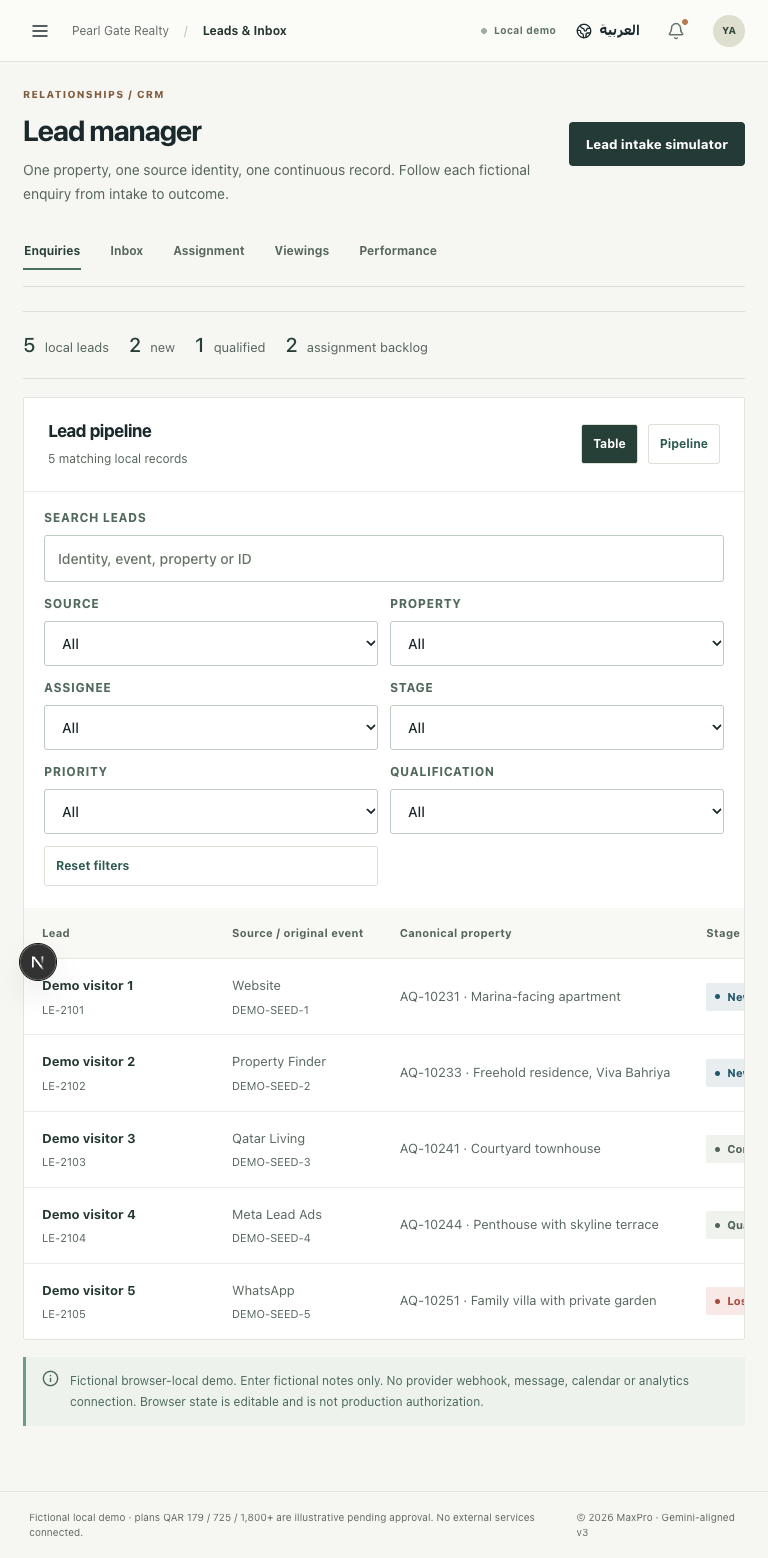 Pearl Gate Realty / Leads & Inbox
Local demo
العربية
YA
RELATIONSHIPS / CRM
Lead manager
One property, one source identity, one continuous record. Follow each fictional
enquiry from intake to outcome.
Lead intake simulator
Enquiries Inbox Assignment Viewings Performance
5 local leads 2 new 1 qualified 2 assignment backlog
Lead pipeline
5 matching local records
Table Pipeline
SEARCH LEADS
Identity, event, property or ID
SOURCE PROPERTY
All All
ASSIGNEE STAGE
All All
PRIORITY QUALIFICATION
All All
Reset filters
Lead Source / original event Canonical property Stage
N
Demo visitor 1 Website
AQ-10231 · Marina-facing apartment
LE-2101 DEMO-SEED-1
Demo visitor 2 Property Finder
AQ-10233 · Freehold residence, Viva Bahriya
LE-2102 DEMO-SEED-2
Demo visitor 3 Qatar Living
AQ-10241 · Courtyard townhouse
LE-2103 DEMO-SEED-3
Demo visitor 4 Meta Lead Ads
AQ-10244 · Penthouse with skyline terrace
LE-2104 DEMO-SEED-4
Demo visitor 5 WhatsApp
AQ-10251 · Family villa with private garden
LE-2105 DEMO-SEED-5
Fictional browser-local demo. Enter fictional notes only. No provider webhook, message, calendar or analytics
connection. Browser state is editable and is not production authorization.
Fictional local demo · plans QAR 179 / 725 / 1,800+ are illustrative pending approval. No external services
connected.
© 2026 MaxPro · Gemini-aligned
v3